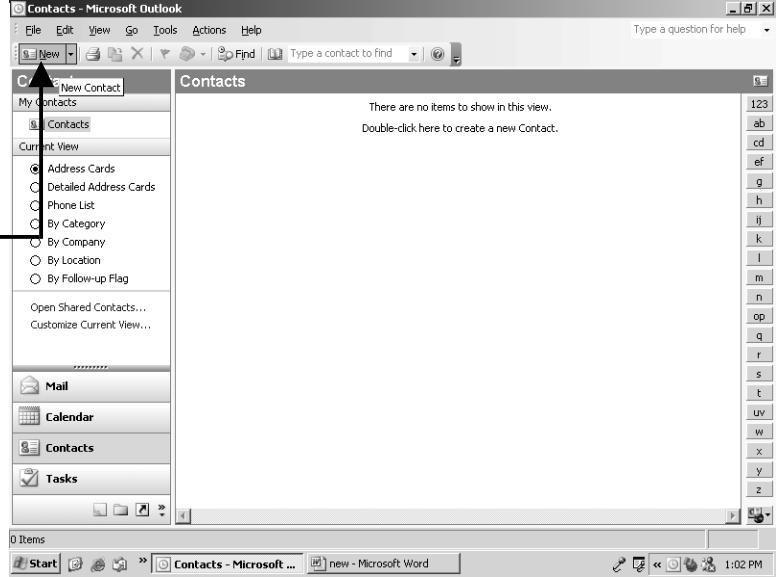 Contacts - Microsoft Outlook
File Edit View Go Tools Actions Help Type a question for help
New Find Type a contact to find
Contacts
New Contact
My Contacts
Contacts
Current View
Address Cards
Detailed Address Cards
Phone List
By Category
By Company
By Location
By Follow-up Flag
Open Shared Contacts...
Customize Current View...
Mail
Calendar
Contacts
Tasks
There are no items to show in this view.
Double-click here to create a new Contact.
123
ab
cd
ef
g
h
ij
k
l
m
n
op
q
r
s
t
uv
w
x
y
z
0 Items
Start » Contacts - Microsoft ... new - Microsoft Word « 1:02 PM